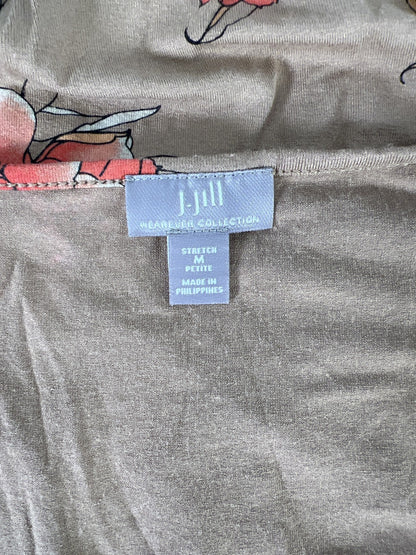 J-Jill
WEAREVER COLLECTION
STRETCH
M
PETITE
MADE IN
PHILIPPINES